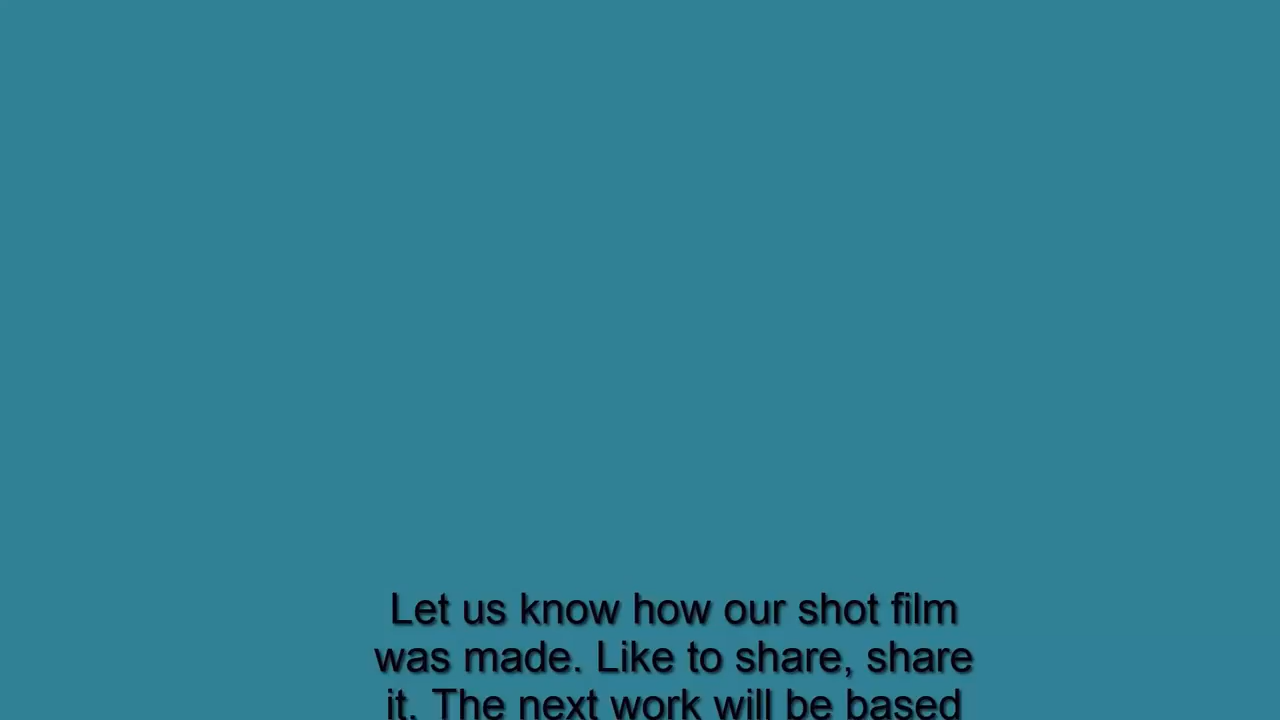 Let us know how our shot film
was made. Like to share, share
it. The next work will be based